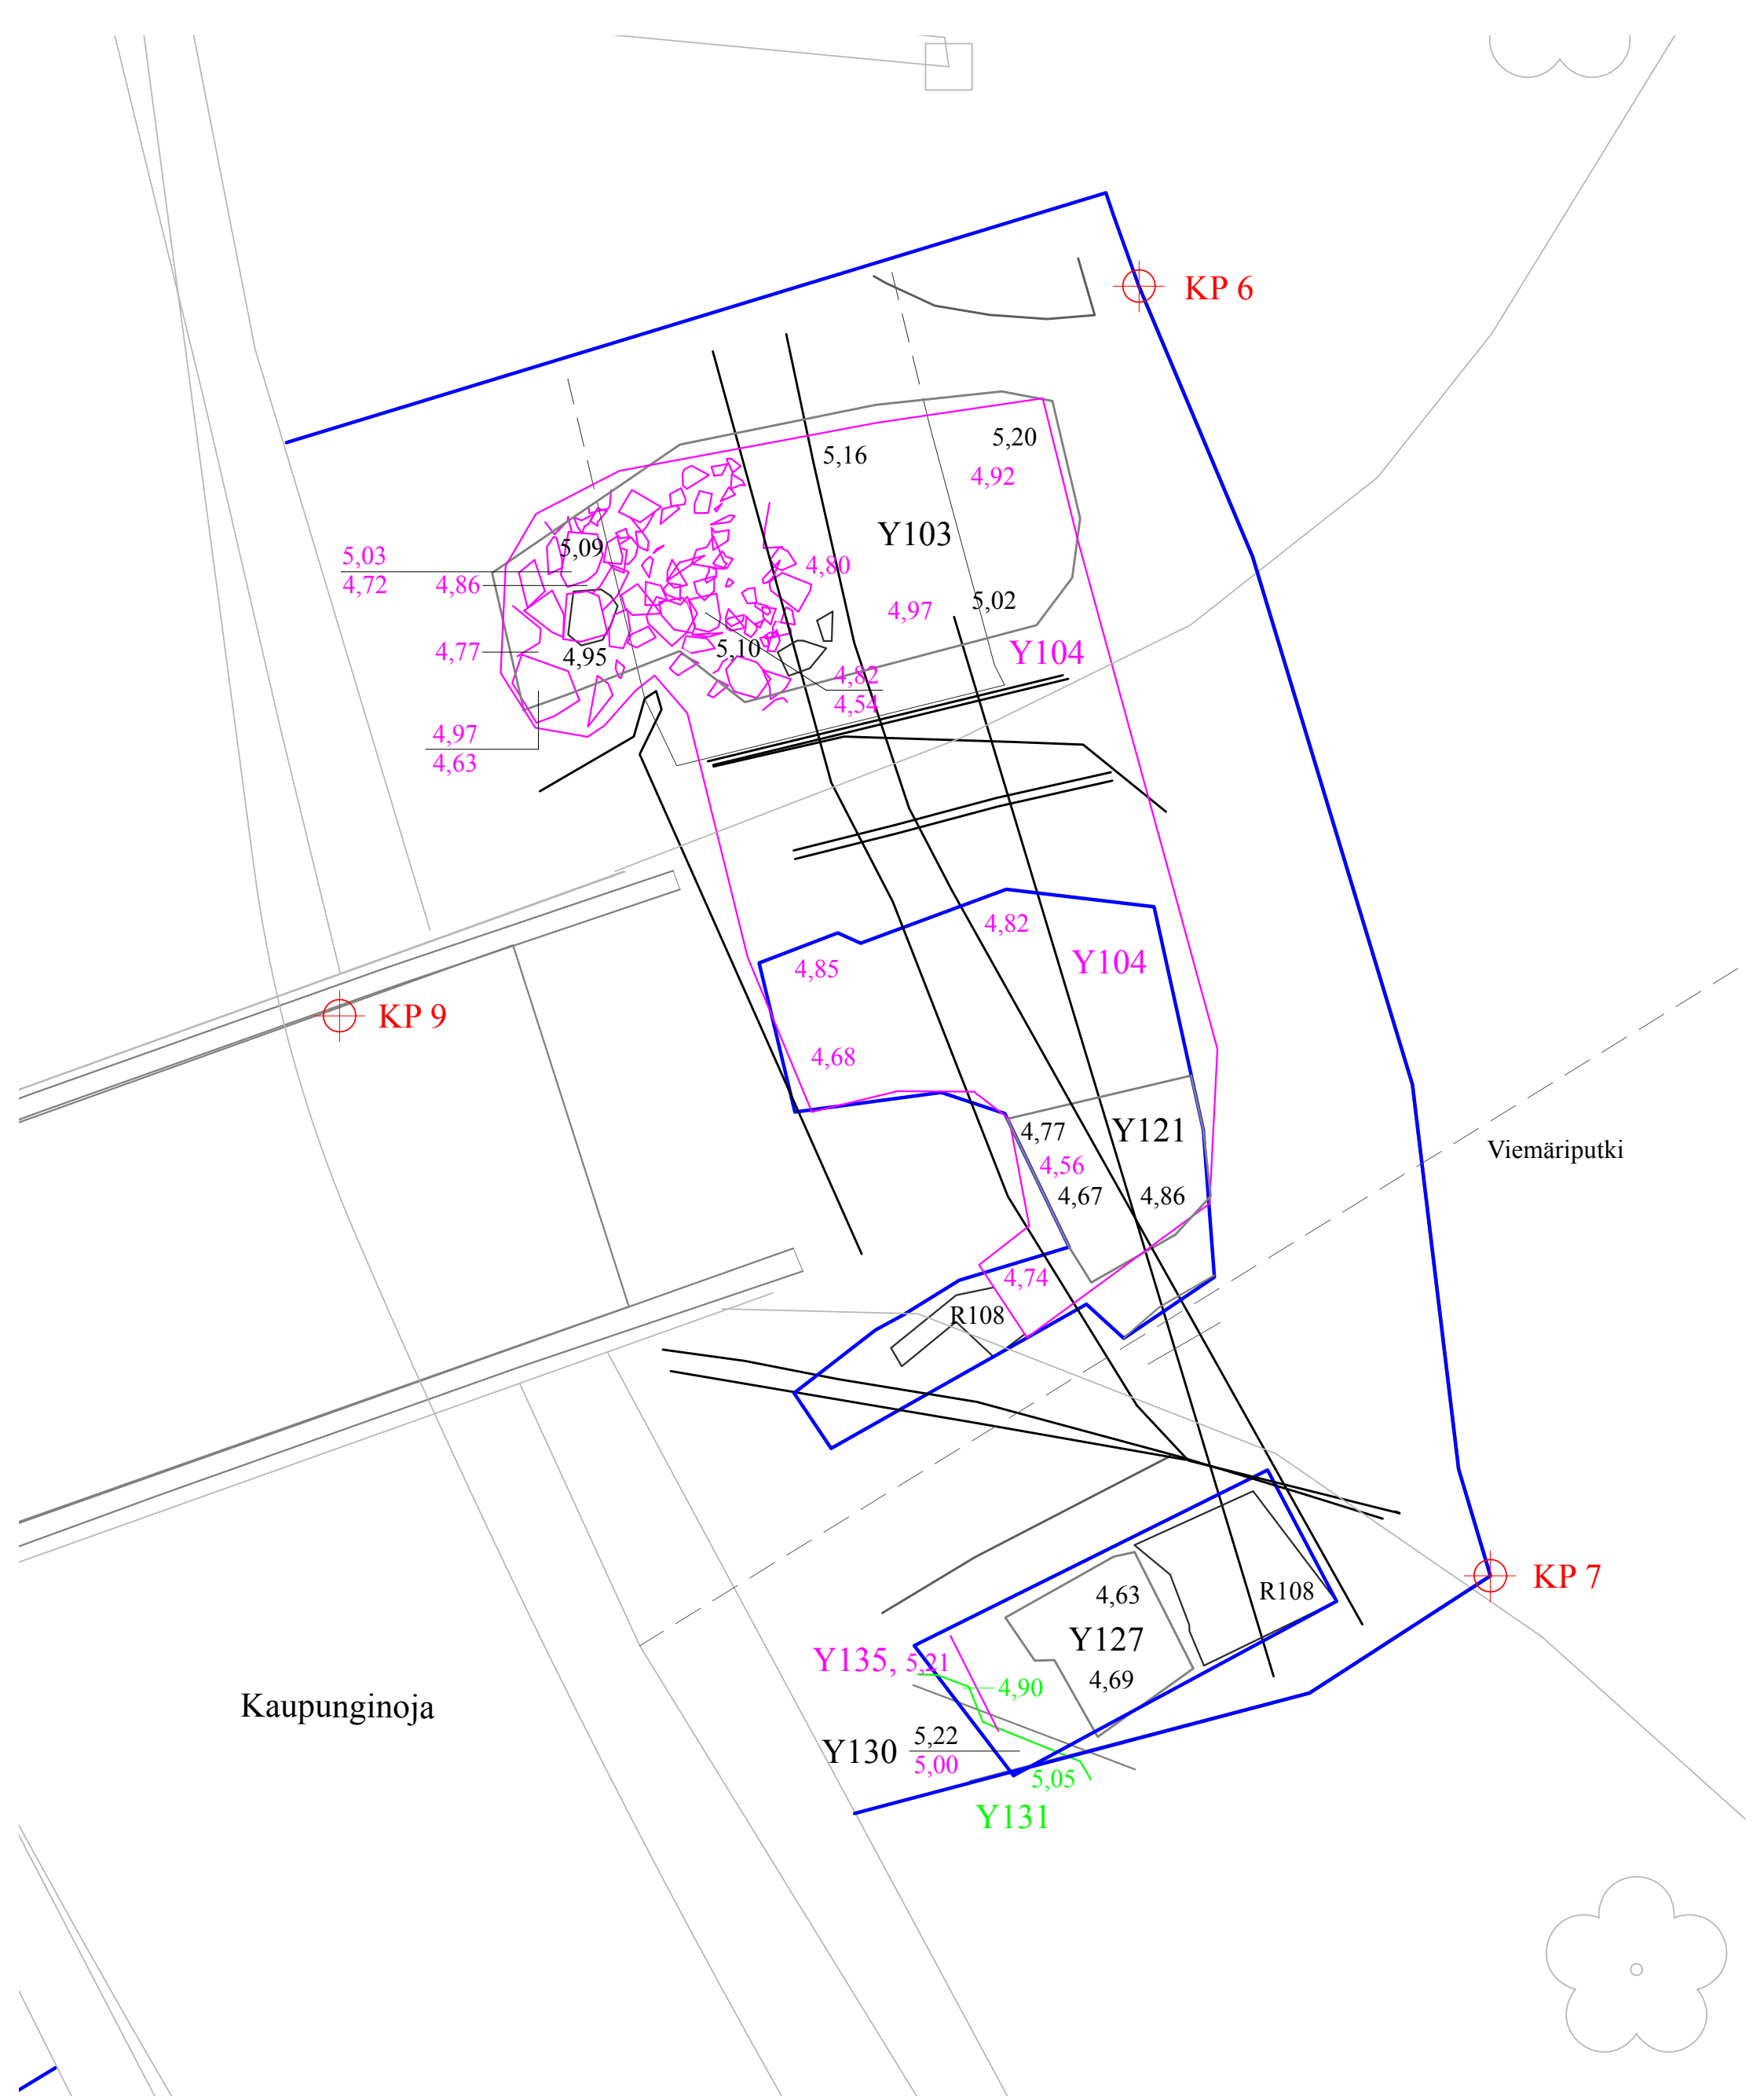 KP 6
5,20
5,16
4,92
Y103
5,09
5,03
4,72
4,86
4,80
5,02
4,97
4,77
4,95
5,10
Y104
4,82
4,54
4,97
4,63
4,82
Y104
4,85
KP 9
4,68
4,77
Y121
4,56
4,67
4,86
Viemäriputki
4,74
R108
KP 7
4,63
R108
Y127
Y135, 5,21
4,69
4,90
Kaupunginoja
Y130
5,22
5,00
5,05
Y131